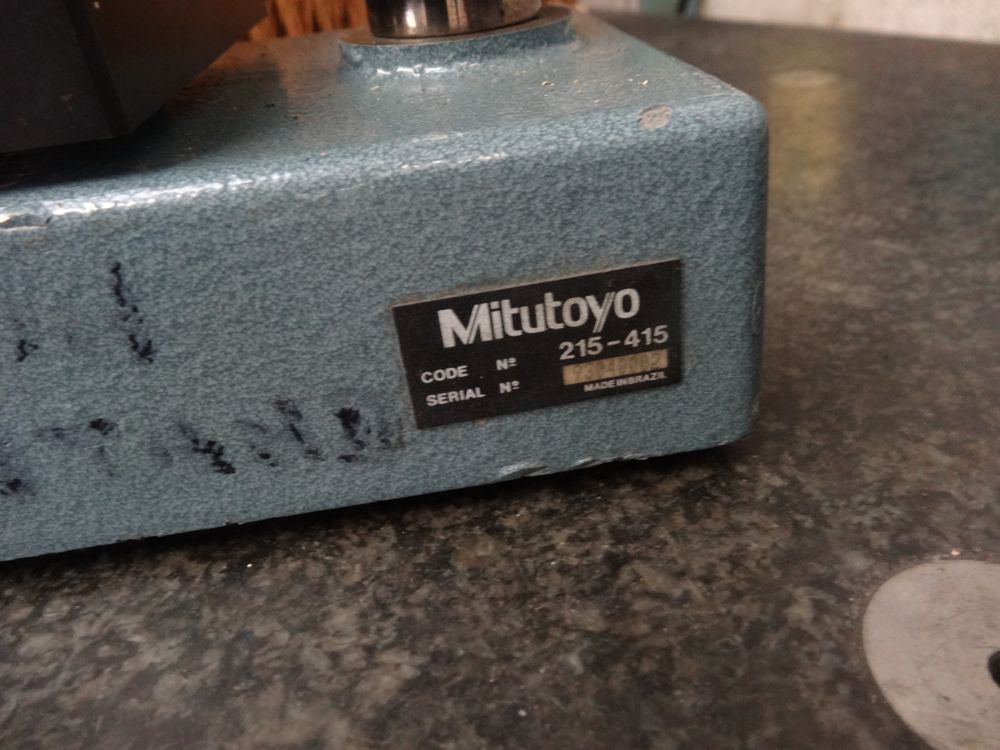 Mitutoyo
CODE Nº 215-415
SERIAL Nº
MADE IN BRAZIL